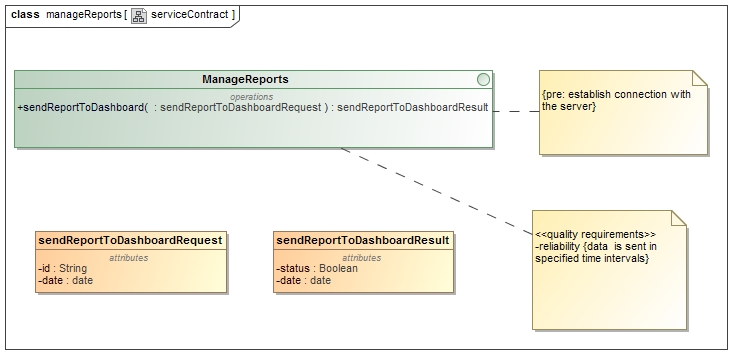 class manageReports [ serviceContract ]
ManageReports
operations
+sendReportToDashboard( : sendReportToDashboardRequest ) : sendReportToDashboardResult
{pre: establish connection with
the server}
<<quality requirements>>
-reliability {data is sent in
specified time intervals}
sendReportToDashboardRequest
attributes
-id : String
-date : date
sendReportToDashboardResult
attributes
-status : Boolean
-date : date